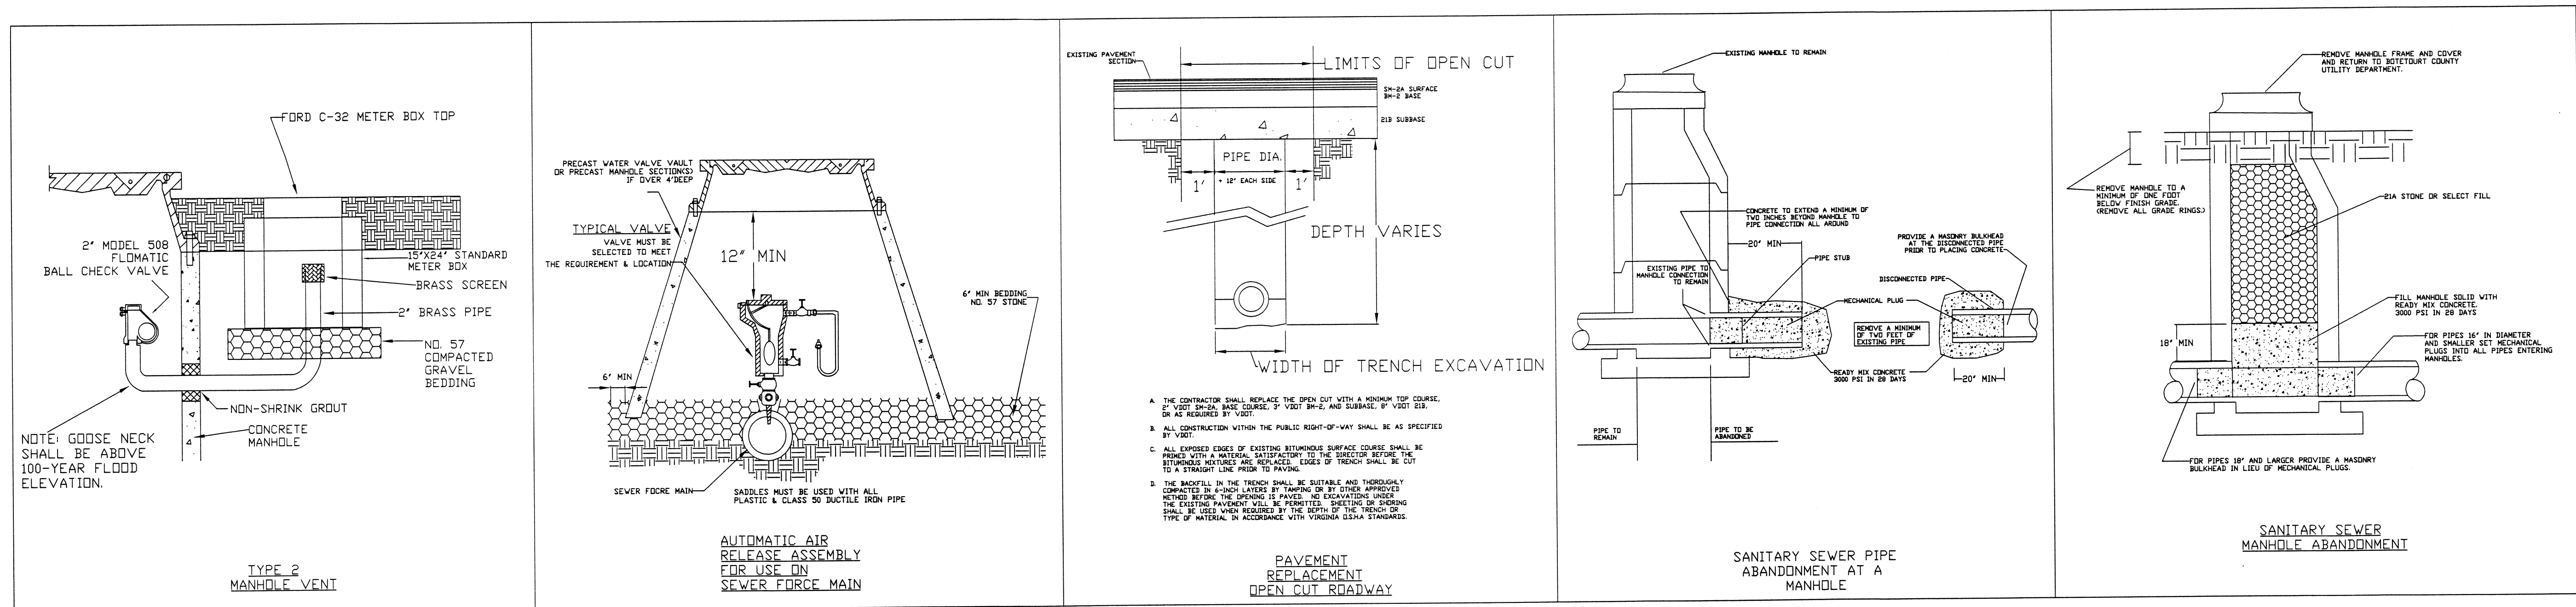 FORD C-32 METER BOX TOP
2" MODEL 508
FLOMATIC
BALL CHECK VALVE
15"X24" STANDARD
METER BOX
BRASS SCREEN
2" BRASS PIPE
NO. 57
COMPACTED
GRAVEL
BEDDING
NON-SHRINK GROUT
CONCRETE
MANHOLE
NOTE: GOOSE NECK
SHALL BE ABOVE
100-YEAR FLOOD
ELEVATION.
TYPE 2
MANHOLE VENT
PRECAST WATER VALVE VAULT
OR PRECAST MANHOLE SECTION(S)
IF OVER 4'DEEP
TYPICAL VALVE
VALVE MUST BE
SELECTED TO MEET
THE REQUIREMENT & LOCATION
12" MIN
6" MIN BEDDING
NO. 57 STONE
6" MIN
SEWER FOCRE MAIN
SADDLES MUST BE USED WITH ALL
PLASTIC & CLASS 50 DUCTILE IRON PIPE
AUTOMATIC AIR
RELEASE ASSEMBLY
FOR USE ON
SEWER FORCE MAIN
EXISTING PAVEMENT
SECTION
LIMITS OF OPEN CUT
SM-2A SURFACE
BM-2 BASE
21B SUBBASE
PIPE DIA.
1'
+ 12" EACH SIDE
1'
DEPTH VARIES
WIDTH OF TRENCH EXCAVATION
A. THE CONTRACTOR SHALL REPLACE THE OPEN CUT WITH A MINIMUM TOP COURSE,
2" VDOT SM-2A, BASE COURSE, 3" VDOT BM-2, AND SUBBASE, 8" VDOT 21B,
OR AS REQUIRED BY VDOT.
B. ALL CONSTRUCTION WITHIN THE PUBLIC RIGHT-OF-WAY SHALL BE AS SPECIFIED
BY VDOT.
C. ALL EXPOSED EDGES OF EXISTING BITUMINOUS SURFACE COURSE SHALL BE
PRIMED WITH A MATERIAL SATISFACTORY TO THE DIRECTOR BEFORE THE
BITUMINOUS MIXTURES ARE REPLACED. EDGES OF TRENCH SHALL BE CUT
TO A STRAIGHT LINE PRIOR TO PAVING.
D. THE BACKFILL IN THE TRENCH SHALL BE SUITABLE AND THOROUGHLY
COMPACTED IN 6-INCH LAYERS BY TAMPING OR BY OTHER APPROVED
METHOD BEFORE THE OPENING IS PAVED. NO EXCAVATIONS UNDER
THE EXISTING PAVEMENT WILL BE PERMITTED. SHEETING OR SHORING
SHALL BE USED WHEN REQUIRED BY THE DEPTH OF THE TRENCH OR
TYPE OF MATERIAL IN ACCORDANCE WITH VIRGINIA O.S.H.A STANDARDS.
PAVEMENT
REPLACEMENT
OPEN CUT ROADWAY
EXISTING MANHOLE TO REMAIN
CONCRETE TO EXTEND A MINIMUM OF
TWO INCHES BEYOND MANHOLE TO
PIPE CONNECTION ALL AROUND
20" MIN
PROVIDE A MASONRY BULKHEAD
AT THE DISCONNECTED PIPE
PRIOR TO PLACING CONCRETE
PIPE STUB
EXISTING PIPE TO
MANHOLE CONNECTION
TO REMAIN
DISCONNECTED PIPE
MECHANICAL PLUG
REMOVE A MINIMUM
OF TWO FEET OF
EXISTING PIPE
READY MIX CONCRETE
3000 PSI IN 28 DAYS
20" MIN
PIPE TO
REMAIN
PIPE TO BE
ABANDONED
SANITARY SEWER PIPE
ABANDONMENT AT A
MANHOLE
REMOVE MANHOLE FRAME AND COVER
AND RETURN TO BOTETOURT COUNTY
UTILITY DEPARTMENT.
REMOVE MANHOLE TO A
MINIMUM OF ONE FOOT
BELOW FINISH GRADE.
(REMOVE ALL GRADE RINGS.)
21A STONE OR SELECT FILL
FILL MANHOLE SOLID WITH
READY MIX CONCRETE.
3000 PSI IN 28 DAYS
18" MIN
FOR PIPES 16" IN DIAMETER
AND SMALLER SET MECHANICAL
PLUGS INTO ALL PIPES ENTERING
MANHOLES.
FOR PIPES 18" AND LARGER PROVIDE A MASONRY
BULKHEAD IN LIEU OF MECHANICAL PLUGS.
SANITARY SEWER
MANHOLE ABANDONMENT